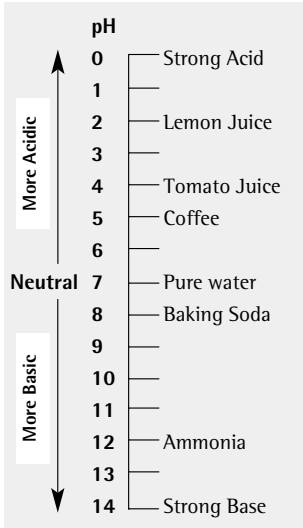 pH
0 Strong Acid
1
2 Lemon Juice
3
4 Tomato Juice
5 Coffee
6
Neutral 7 Pure water
8 Baking Soda
9
10
11
12 Ammonia
13
14 Strong Base
More Acidic
More Basic